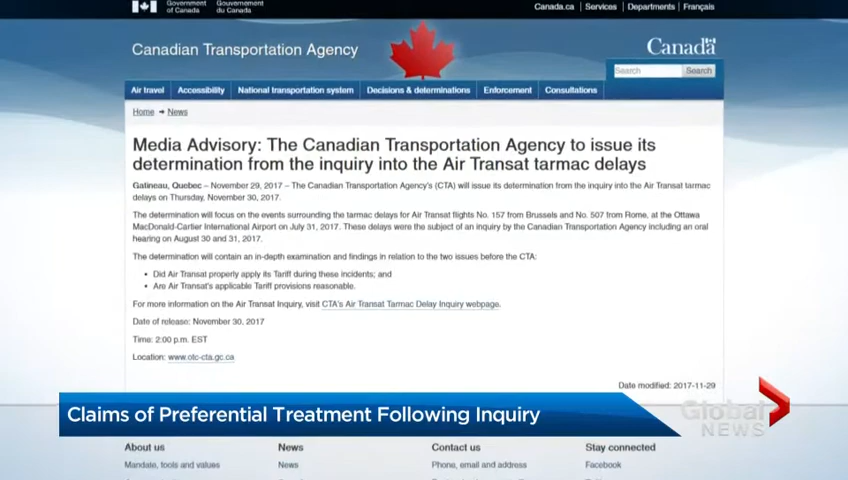 Government of Canada
Gouvernement du Canada
Canada.ca | Services | Departments | Français
Canadian Transportation Agency
Canada
Search Search
Air travel Accessibility National transportation system Decisions & determinations Enforcement Consultations
Home → News
Media Advisory: The Canadian Transportation Agency to issue its
determination from the inquiry into the Air Transat tarmac delays
Gatineau, Quebec – November 29, 2017 – The Canadian Transportation Agency's (CTA) will issue its determination from the inquiry into the Air Transat tarmac
delays on Thursday, November 30, 2017.
The determination will focus on the events surrounding the tarmac delays for Air Transat flights No. 157 from Brussels and No. 507 from Rome, at the Ottawa
MacDonald-Cartier International Airport on July 31, 2017. These delays were the subject of an inquiry by the Canadian Transportation Agency including an oral
hearing on August 30 and 31, 2017.
The determination will contain an in-depth examination and findings in relation to the two issues before the CTA:
• Did Air Transat properly apply its Tariff during these incidents; and
• Are Air Transat's applicable Tariff provisions reasonable.
For more information on the Air Transat Inquiry, visit CTA's Air Transat Tarmac Delay Inquiry webpage.
Date of release: November 30, 2017
Time: 2:00 p.m. EST
Location: www.otc-cta.gc.ca
Date modified: 2017-11-29
Claims of Preferential Treatment Following Inquiry
Global
NEWS
About us News Contact us Stay connected
Mandate, tools and values News Phone, email and address Facebook